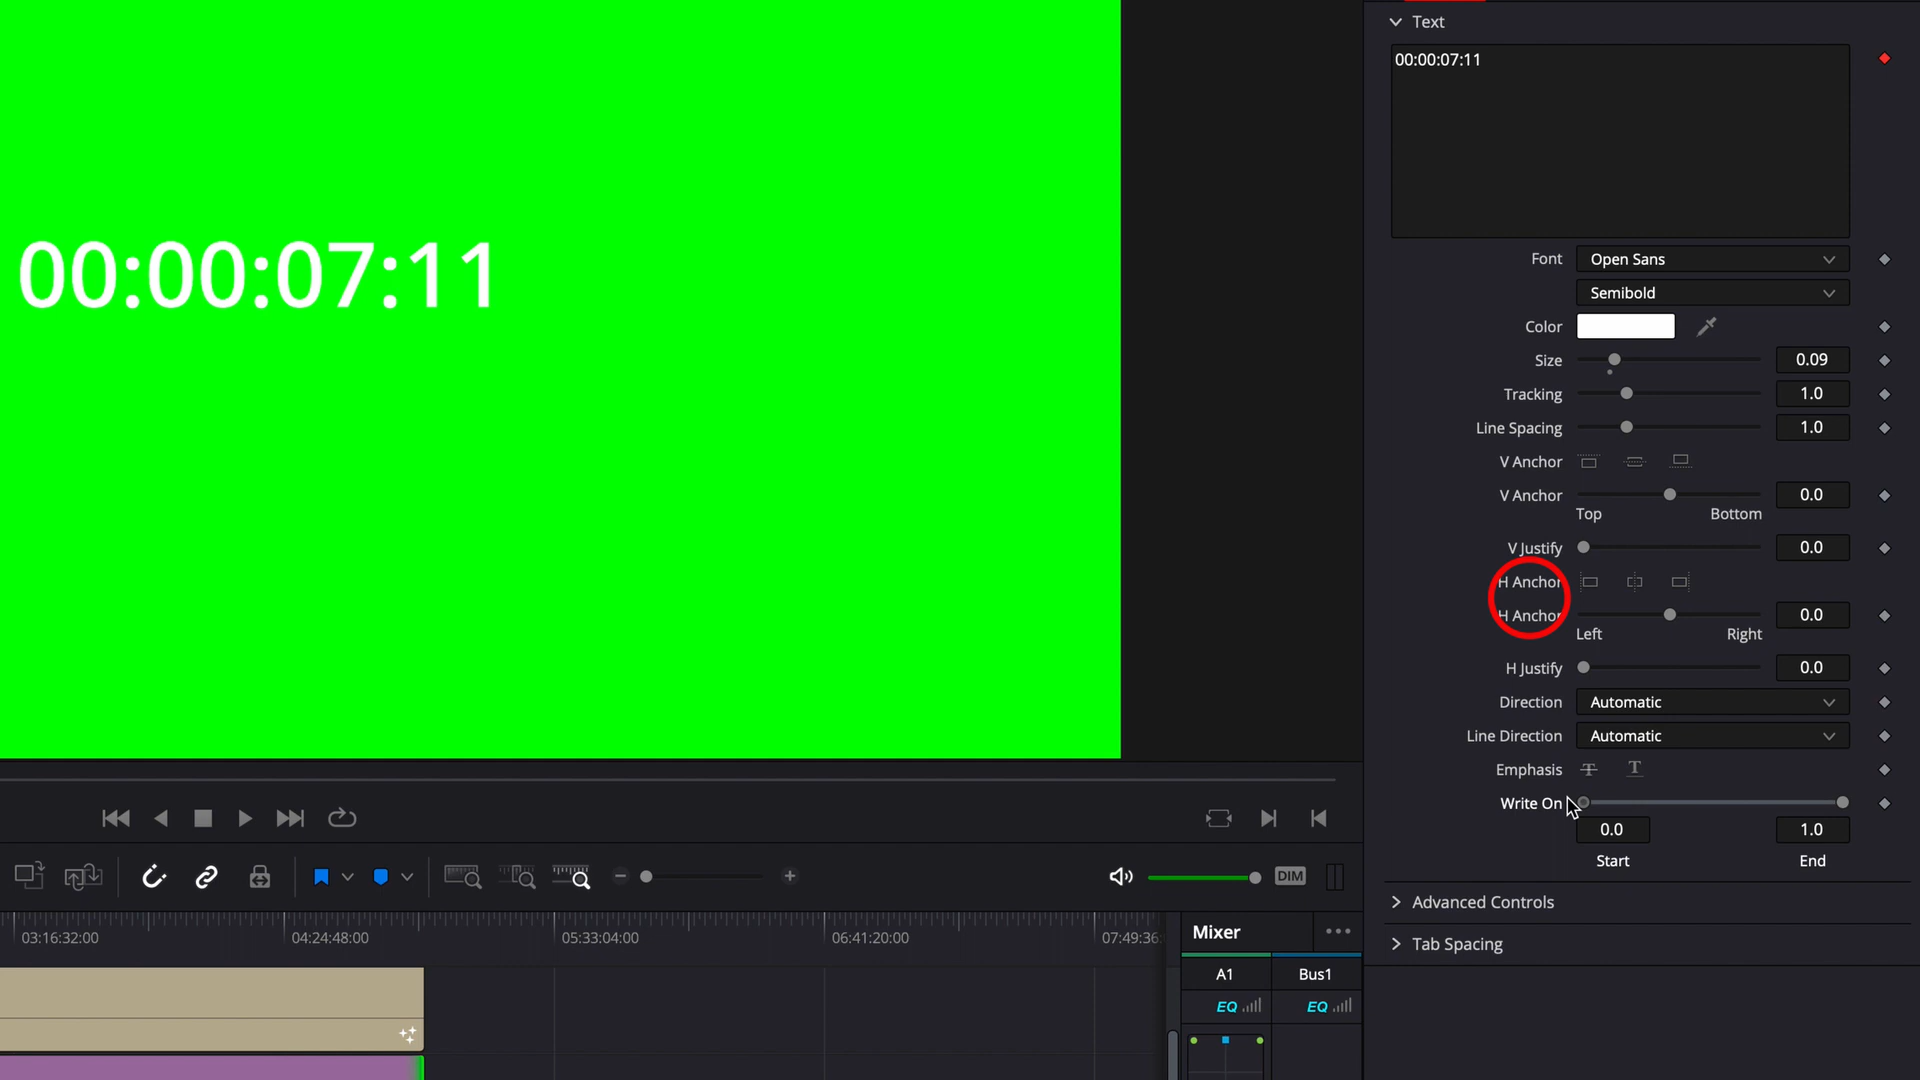 Text
00:00:07:11
00:00:07:11
Font Open Sans
Semibold
Color
Size 0.09
Tracking 1.0
Line Spacing 1.0
V Anchor
V Anchor 0.0
Top Bottom
V Justify 0.0
H Anchor
H Anchor 0.0
Left Right
H Justify 0.0
Direction Automatic
Line Direction Automatic
Emphasis
Write On
0.0 1.0
Start End
Advanced Controls
Tab Spacing
DIM
03:16:32:00 04:24:48:00 05:33:04:00 06:41:20:00 07:49:36:
Mixer
A1 Bus1
EQ EQ